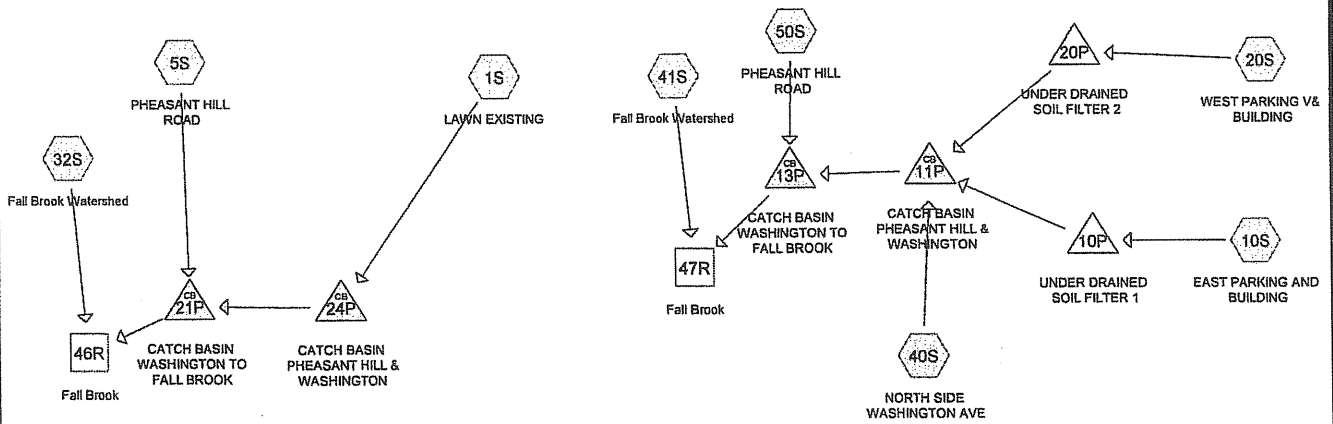 5S
PHEASANT HILL
ROAD
1S
LAWN EXISTING
32S
Fall Brook Watershed
CB
21P
CATCH BASIN
WASHINGTON TO
FALL BROOK
CB
24P
CATCH BASIN
PHEASANT HILL &
WASHINGTON
46R
Fall Brook
50S
PHEASANT HILL
ROAD
41S
Fall Brook Watershed
20P
UNDER DRAINED
SOIL FILTER 2
20S
WEST PARKING V&
BUILDING
CB
13P
CATCH BASIN
WASHINGTON TO
FALL BROOK
CB
11P
CATCH BASIN
PHEASANT HILL &
WASHINGTON
47R
Fall Brook
10P
UNDER DRAINED
SOIL FILTER 1
10S
EAST PARKING AND
BUILDING
40S
NORTH SIDE
WASHINGTON AVE